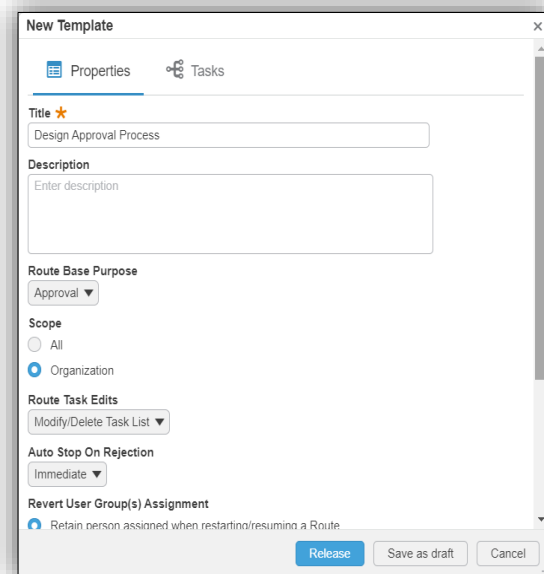 New Template ×
Properties Tasks
Title
Design Approval Process
Description
Enter description
Route Base Purpose
Approval ▼
Scope
All
Organization
Route Task Edits
Modify/Delete Task List ▼
Auto Stop On Rejection
Immediate ▼
Revert User Group(s) Assignment
Retain person assigned when restarting/resuming a Route
Release Save as draft Cancel